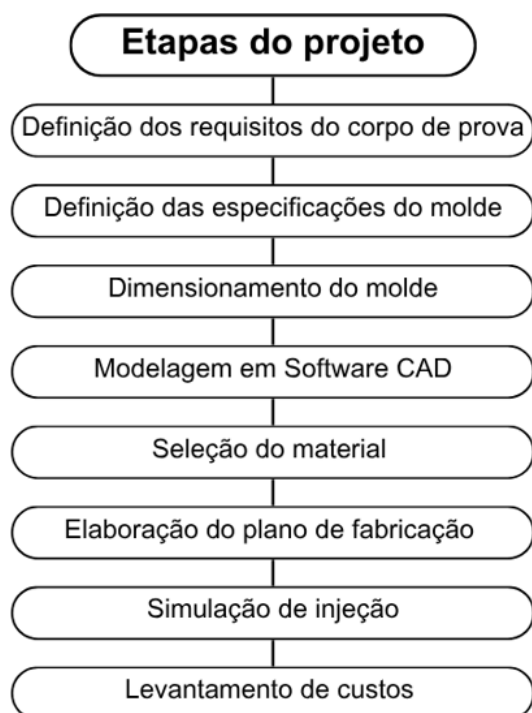 Etapas do projeto
Definição dos requisitos do corpo de prova
Definição das especificações do molde
Dimensionamento do molde
Modelagem em Software CAD
Seleção do material
Elaboração do plano de fabricação
Simulação de injeção
Levantamento de custos